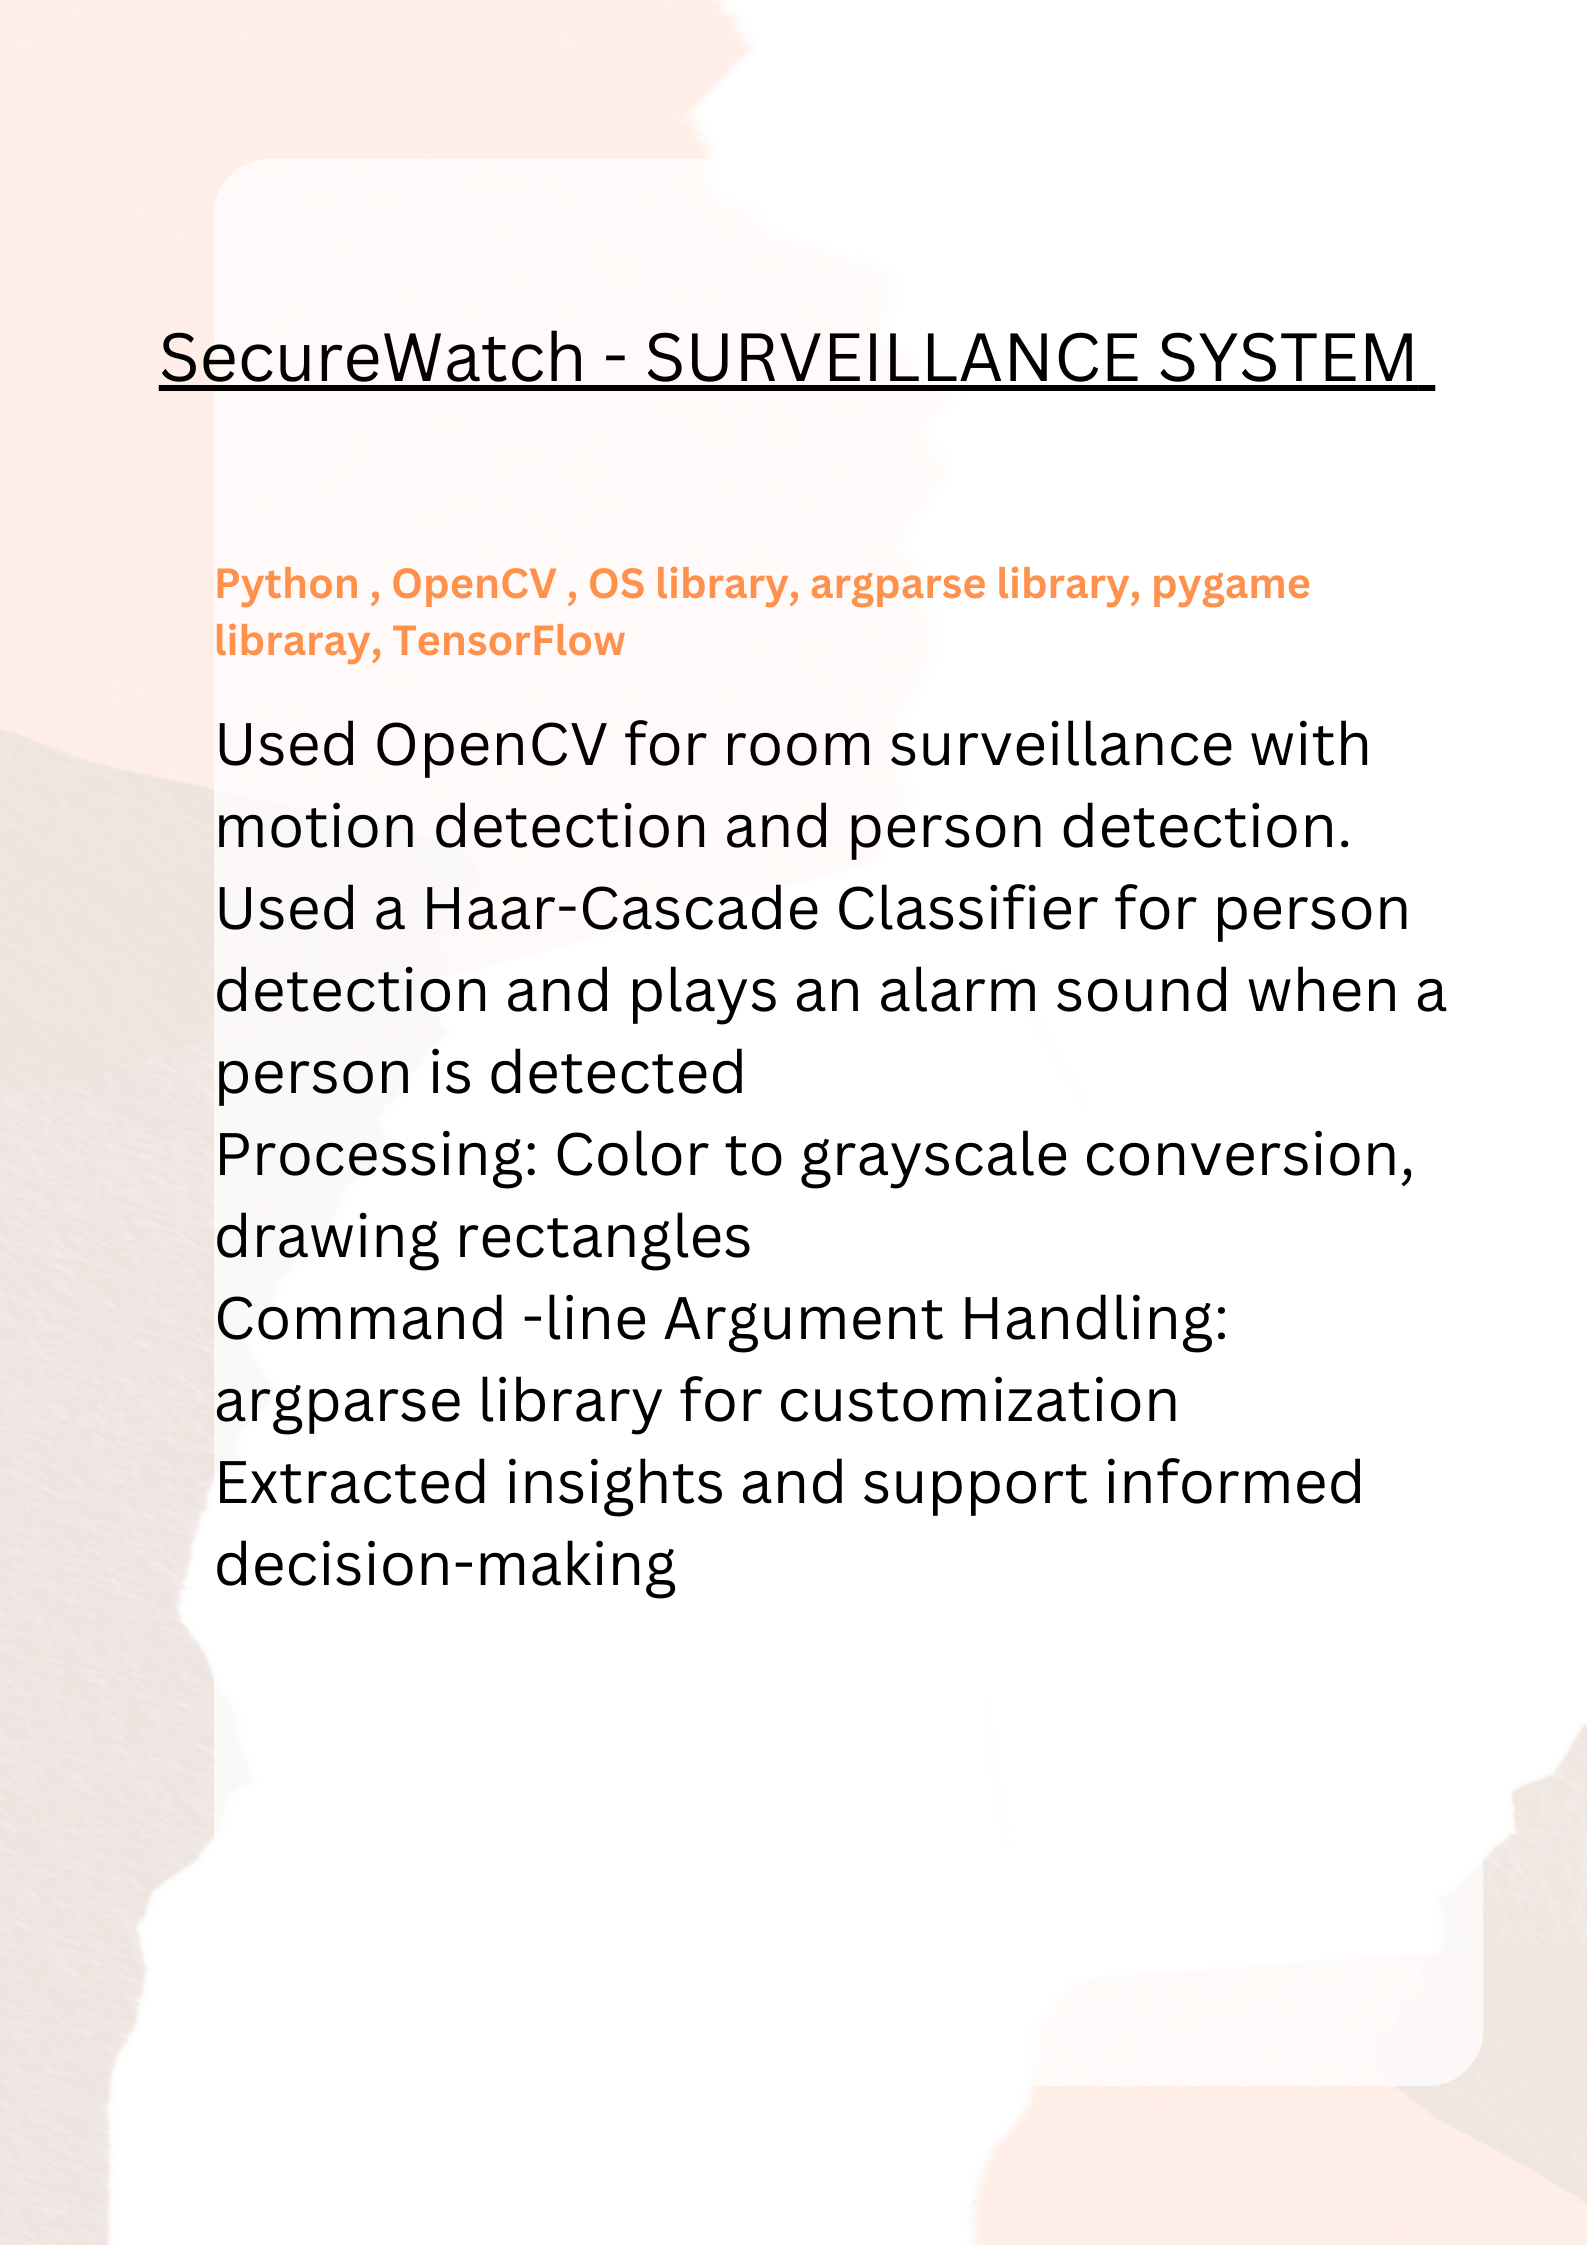 SecureWatch - SURVEILLANCE SYSTEM
Python , OpenCV , OS library, argparse library, pygame
libraray, TensorFlow
Used OpenCV for room surveillance with
motion detection and person detection.
Used a Haar-Cascade Classifier for person
detection and plays an alarm sound when a
person is detected
Processing: Color to grayscale conversion,
drawing rectangles
Command -line Argument Handling:
argparse library for customization
Extracted insights and support informed
decision-making